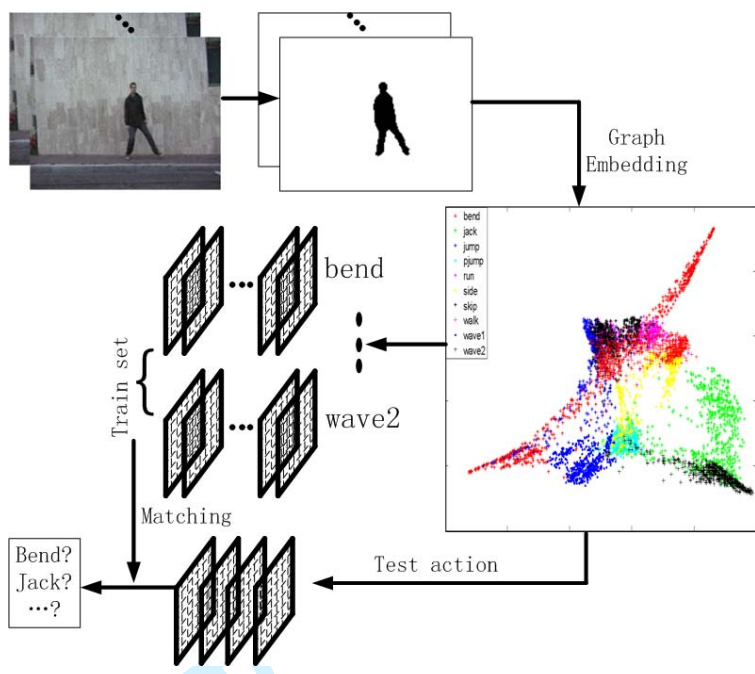 Graph
Embedding
bend
jack
jump
pjump
run
side
skip
walk
wave1
wave2
bend
Train set
wave2
Matching
Test action
Bend?
Jack?
…?